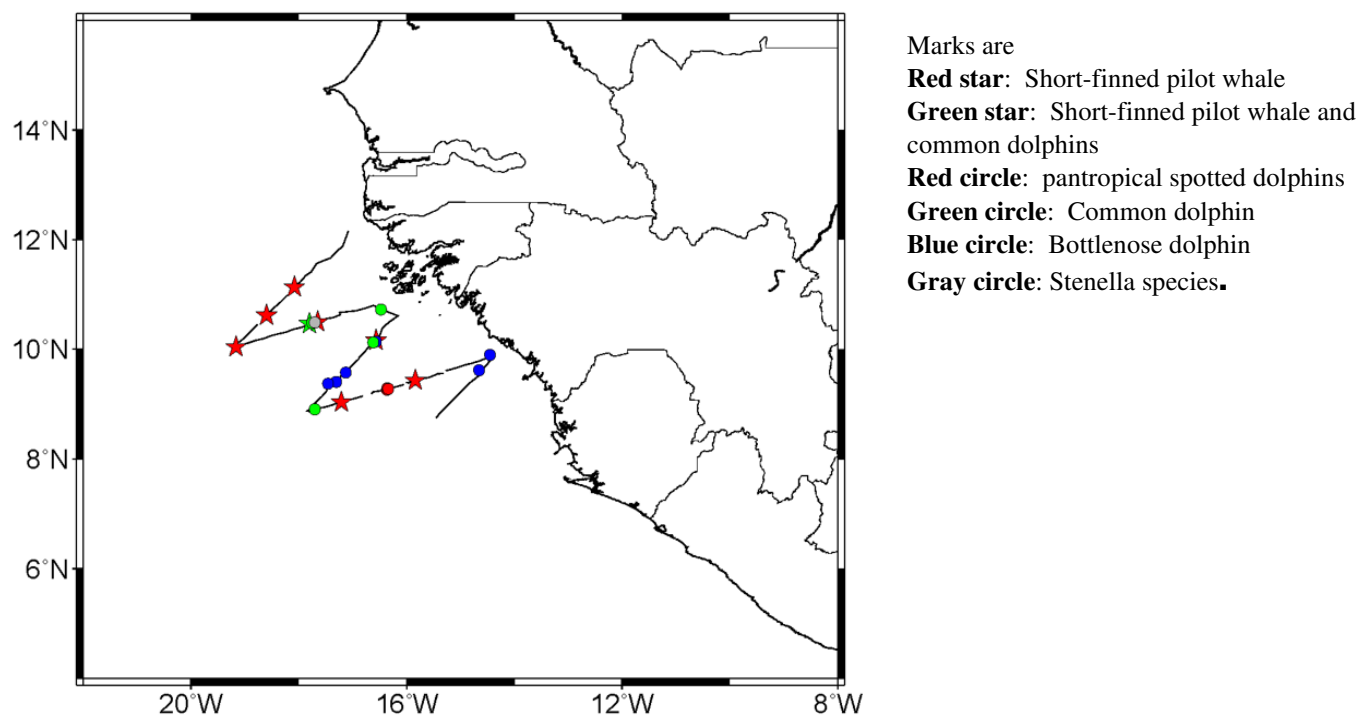 14°N
12°N
10°N
8°N
6°N
20°W
16°W
12°W
8°W
Marks are
Red star: Short-finned pilot whale
Green star: Short-finned pilot whale and
common dolphins
Red circle: pantropical spotted dolphins
Green circle: Common dolphin
Blue circle: Bottlenose dolphin
Gray circle: Stenella species.